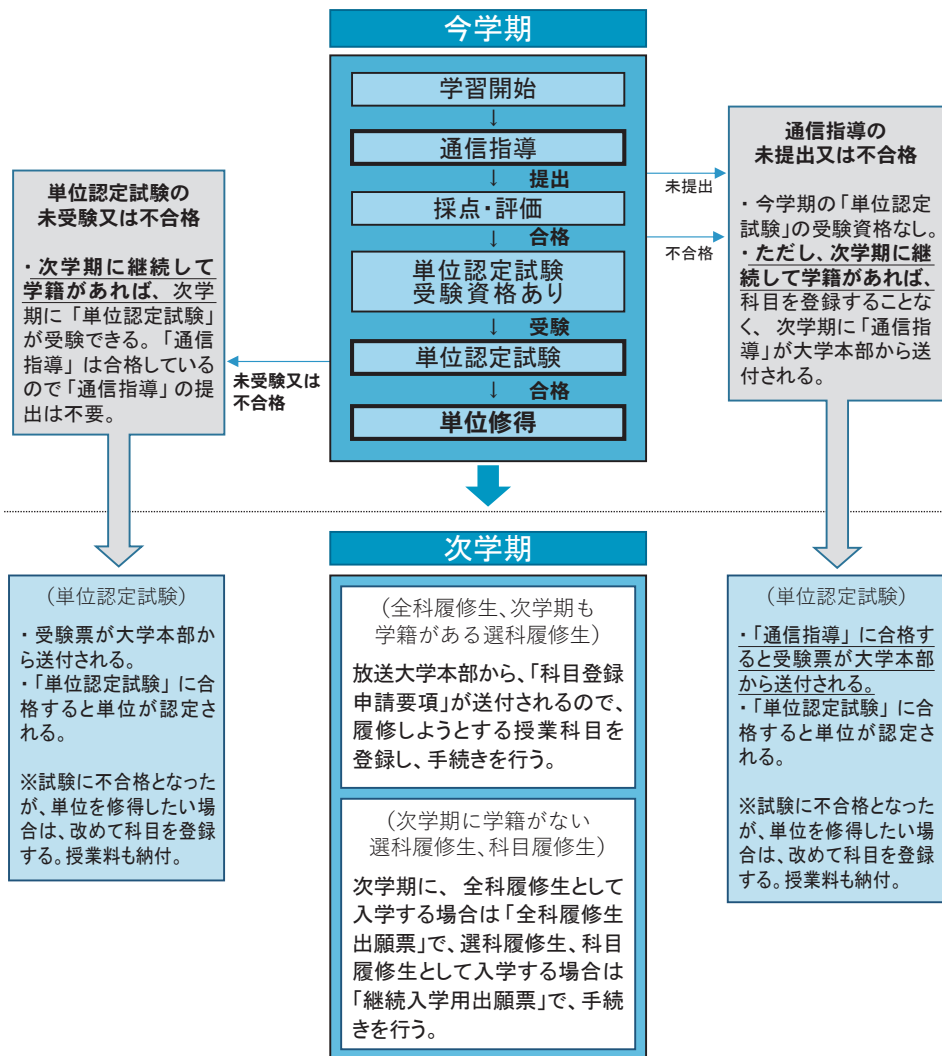 今学期
学習開始
↓
通信指導
↓ 提出
採点・評価
↓ 合格
単位認定試験
受験資格あり
↓ 受験
単位認定試験
↓ 合格
単位修得
未提出
不合格
通信指導の
未提出又は不合格
・今学期の「単位認定
試験」の受験資格なし。
・ただし、次学期に継
続して学籍があれば、
科目を登録することな
く、次学期に「通信指
導」が大学本部から送
付される。
未受験又は
不合格
単位認定試験の
未受験又は不合格
・次学期に継続して
学籍があれば、次学
期に「単位認定試験」
が受験できる。「通信
指導」は合格している
ので「通信指導」の提
出は不要。
次学期
(単位認定試験)
・受験票が大学本部か
ら送付される。
・「単位認定試験」に合
格すると単位が認定さ
れる。
※試験に不合格となった
が、単位を修得したい場
合は、改めて科目を登録
する。授業料も納付。
(全科履修生、次学期も
学籍がある選科履修生)
放送大学本部から、「科目登録
申請要項」が送付されるので、
履修しようとする授業科目を
登録し、手続きを行う。
(次学期に学籍がない
選科履修生、科目履修生)
次学期に、全科履修生として
入学する場合は「全科履修生
出願票」で、選科履修生、科目
履修生として入学する場合は
「継続入学用出願票」で、手続
きを行う。
(単位認定試験)
・「通信指導」に合格す
ると受験票が大学本部
から送付される。
・「単位認定試験」に合
格すると単位が認定さ
れる。
※試験に不合格となった
が、単位を修得したい場
合は、改めて科目を登録
する。授業料も納付。